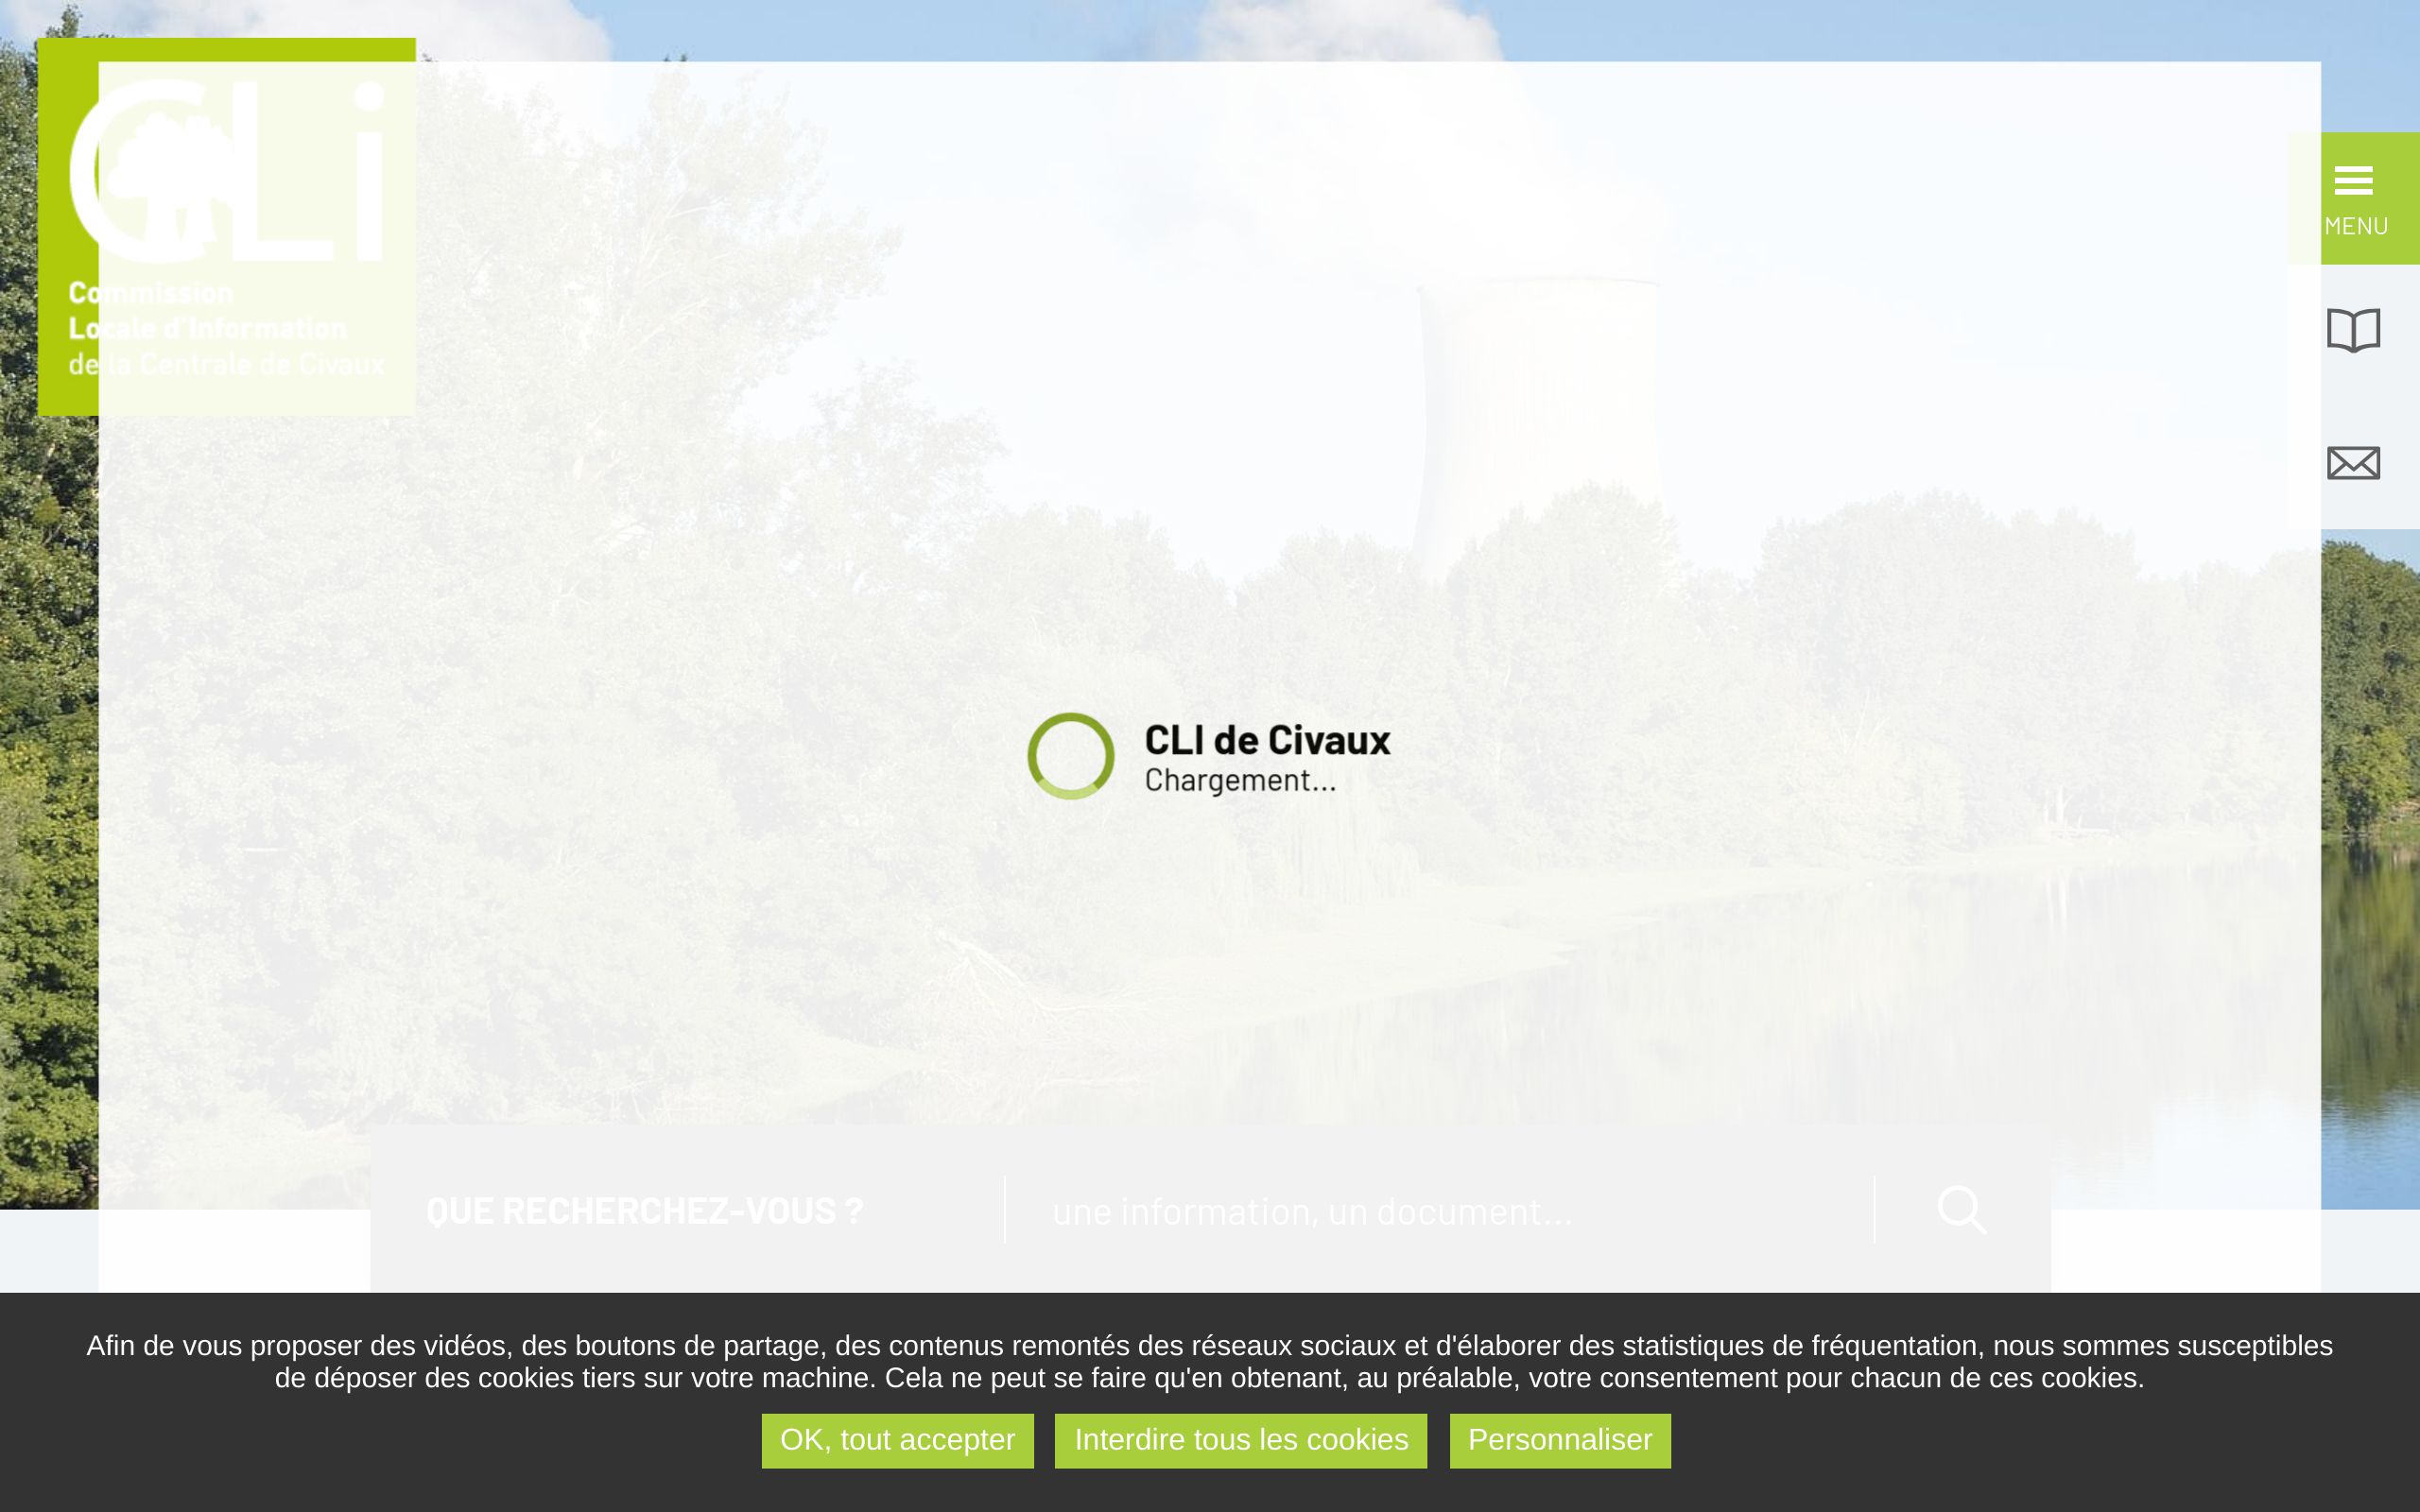 CLi
Commission
Locale d'Information
de la Centrale de Civaux
MENU
CLI de Civaux
Chargement...
QUE RECHERCHEZ-VOUS ?
une information, un document...
Afin de vous proposer des vidéos, des boutons de partage, des contenus remontés des réseaux sociaux et d'élaborer des statistiques de fréquentation, nous sommes susceptibles
de déposer des cookies tiers sur votre machine. Cela ne peut se faire qu'en obtenant, au préalable, votre consentement pour chacun de ces cookies.
OK, tout accepter
Interdire tous les cookies
Personnaliser